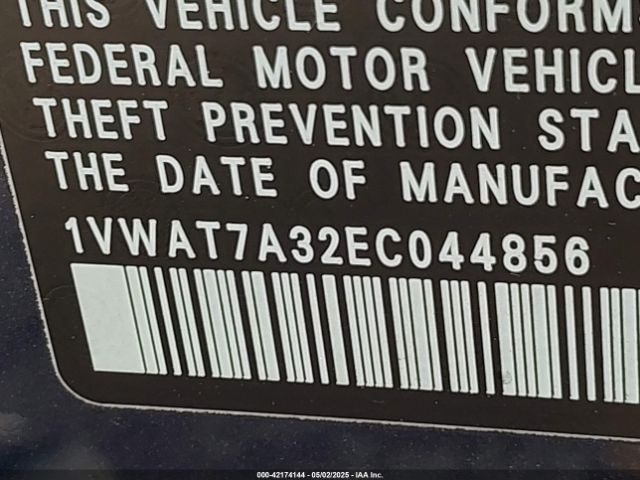 THIS VEHICLE CONFORM
FEDERAL MOTOR VEHICL
THEFT PREVENTION STA
THE DATE OF MANUFAC
1VWAT7A32EC044856
000-42174144 - 05/02/2025 - IAA Inc.